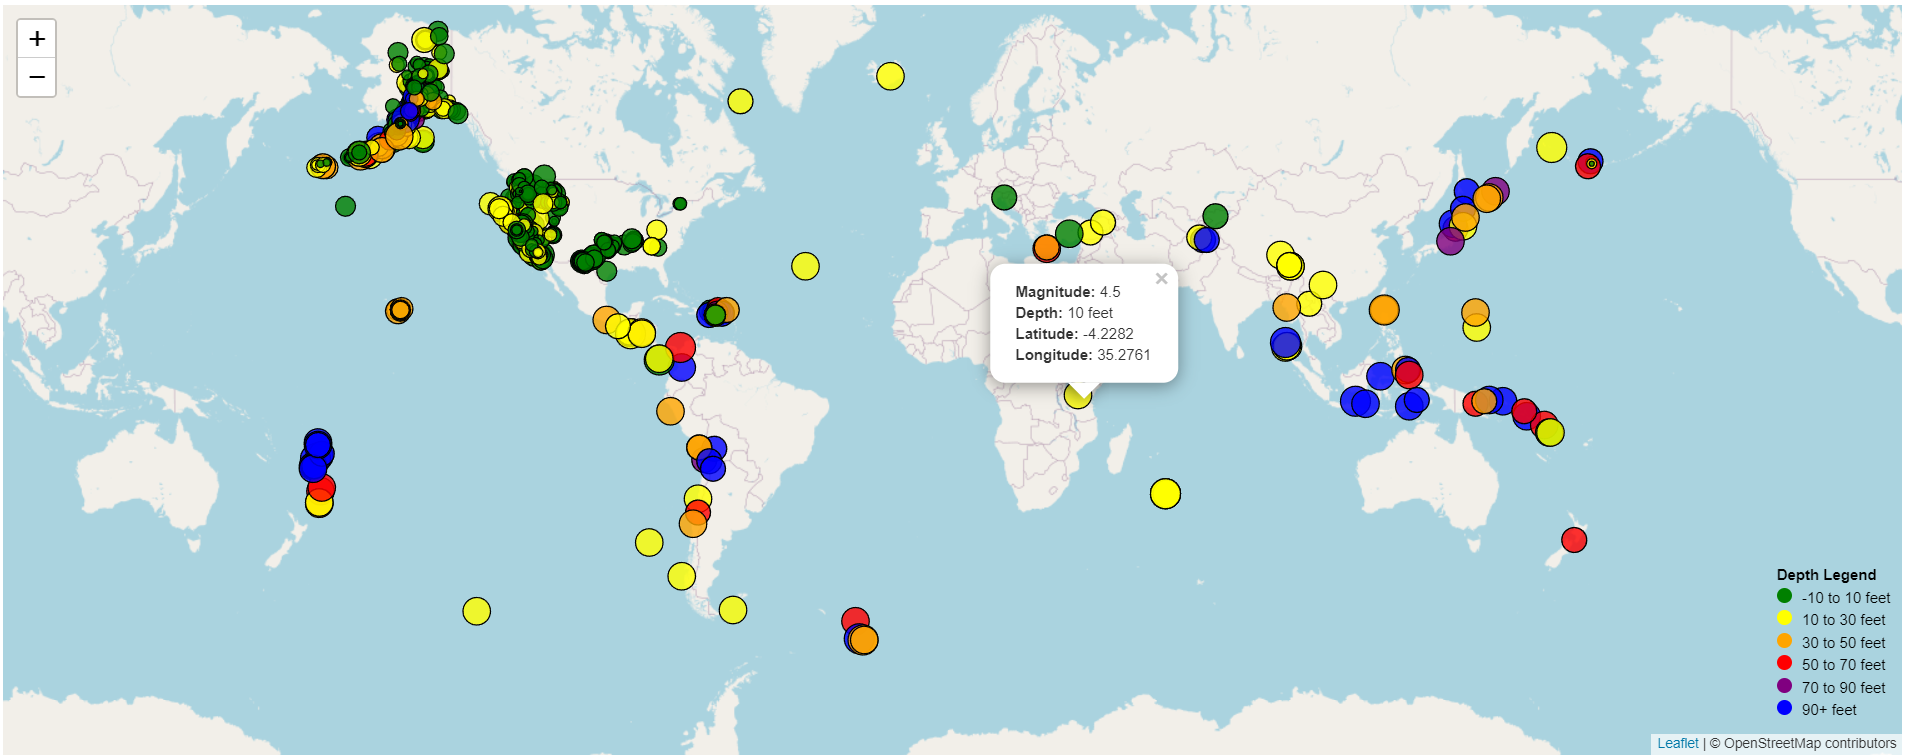 +
−
×
Magnitude: 4.5
Depth: 10 feet
Latitude: -4.2282
Longitude: 35.2761
Depth Legend
-10 to 10 feet
10 to 30 feet
30 to 50 feet
50 to 70 feet
70 to 90 feet
90+ feet
Leaflet | © OpenStreetMap contributors